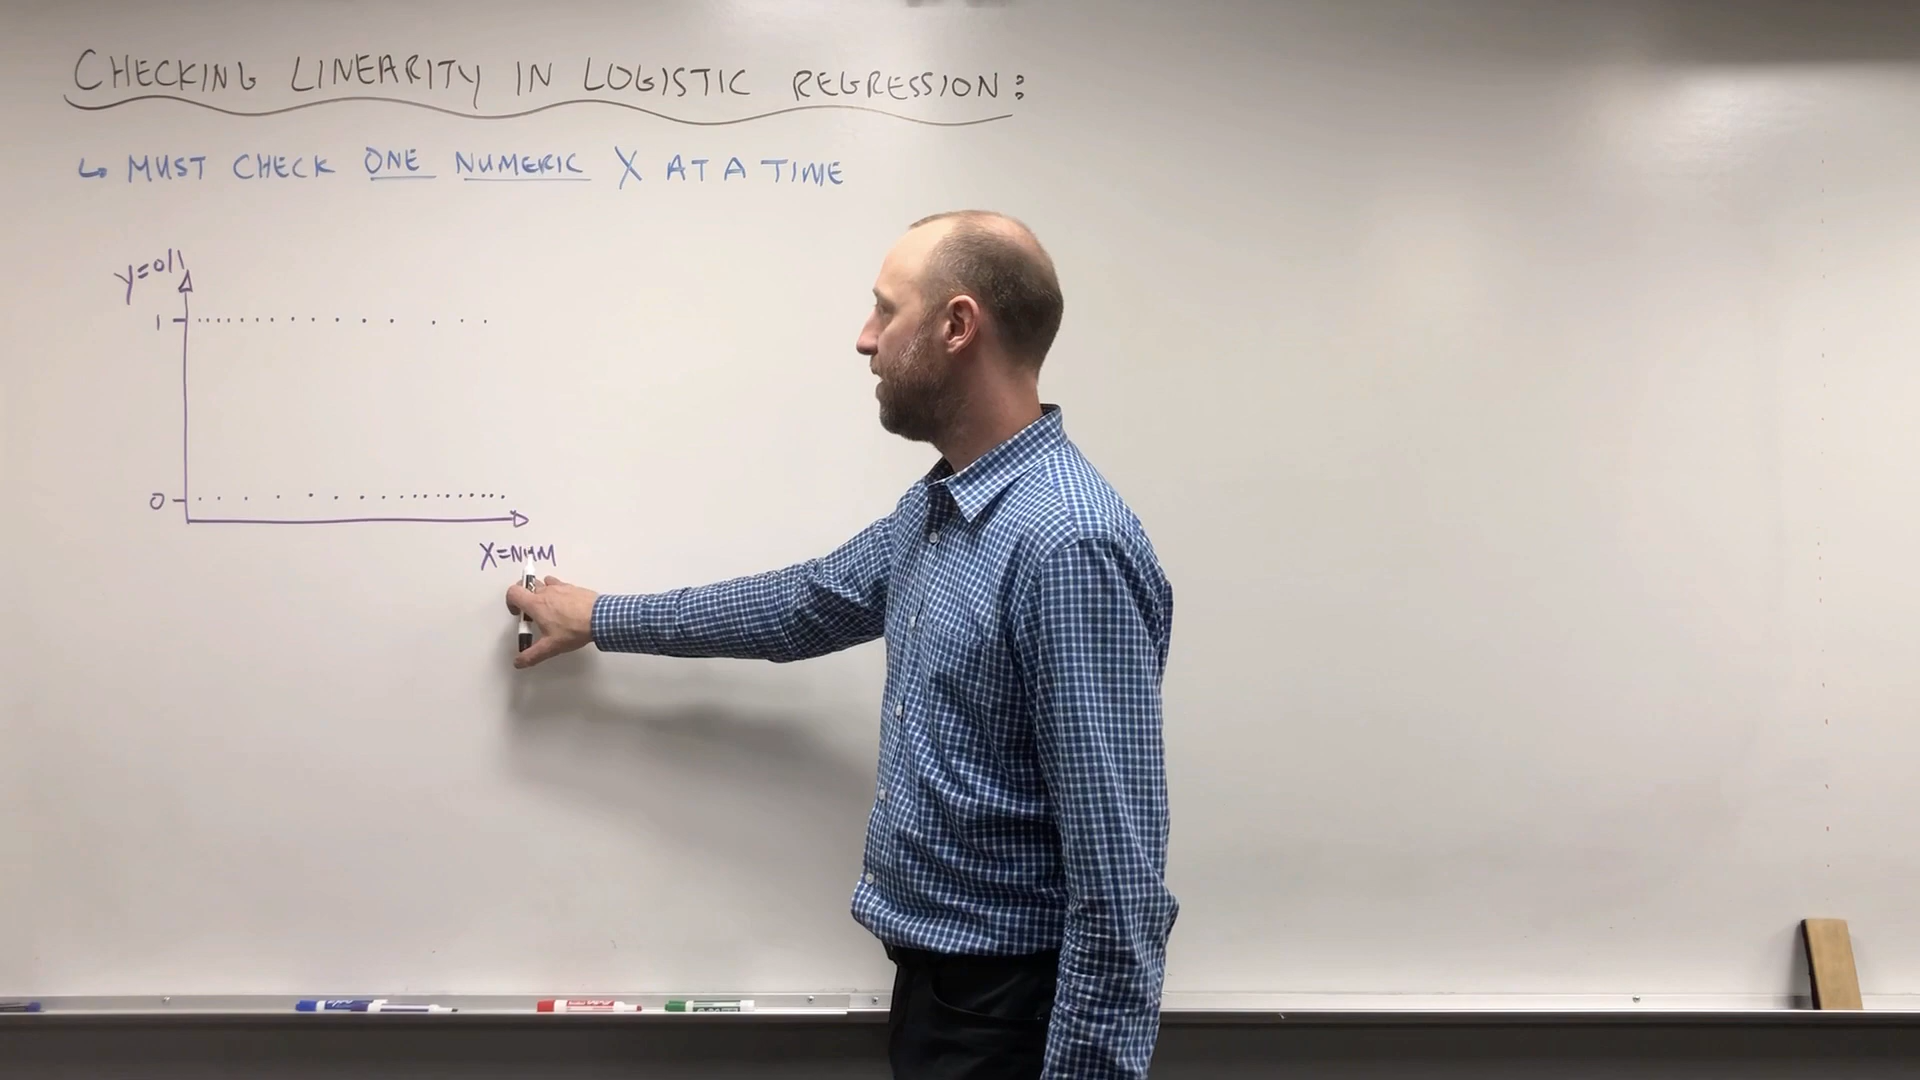 CHECKING LINEARITY IN LOGISTIC REGRESSION:
↳ MUST CHECK ONE NUMERIC X AT A TIME
Y=0/1
1
0
X=NUM